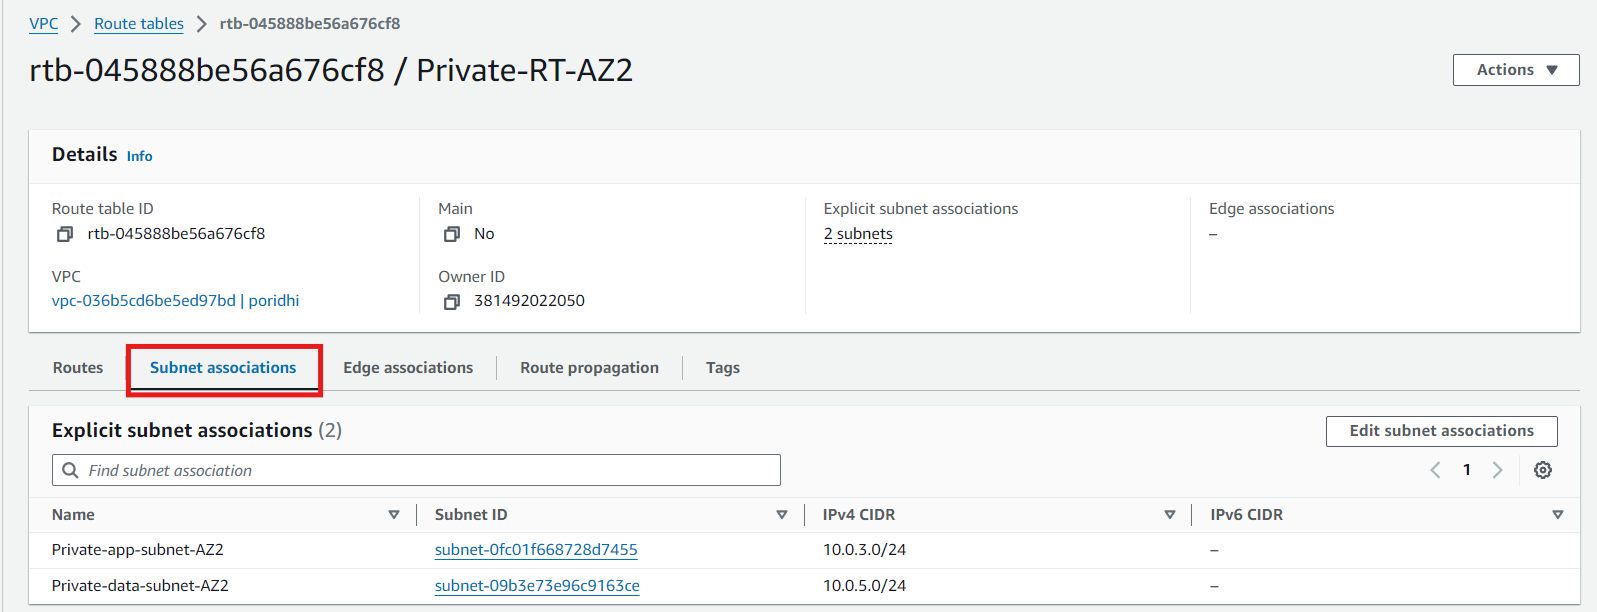 VPC > Route tables > rtb-045888be56a676cf8
rtb-045888be56a676cf8 / Private-RT-AZ2
Actions
Details Info
Route table ID
rtb-045888be56a676cf8
Main
No
Explicit subnet associations
2 subnets
Edge associations
–
VPC
vpc-036b5cd6be5ed97bd | poridhi
Owner ID
381492022050
Routes Subnet associations Edge associations Route propagation Tags
Explicit subnet associations (2)
Edit subnet associations
Find subnet association
1
Name Subnet ID IPv4 CIDR IPv6 CIDR
Private-app-subnet-AZ2 subnet-0fc01f668728d7455 10.0.3.0/24 –
Private-data-subnet-AZ2 subnet-09b3e73e96c9163ce 10.0.5.0/24 –